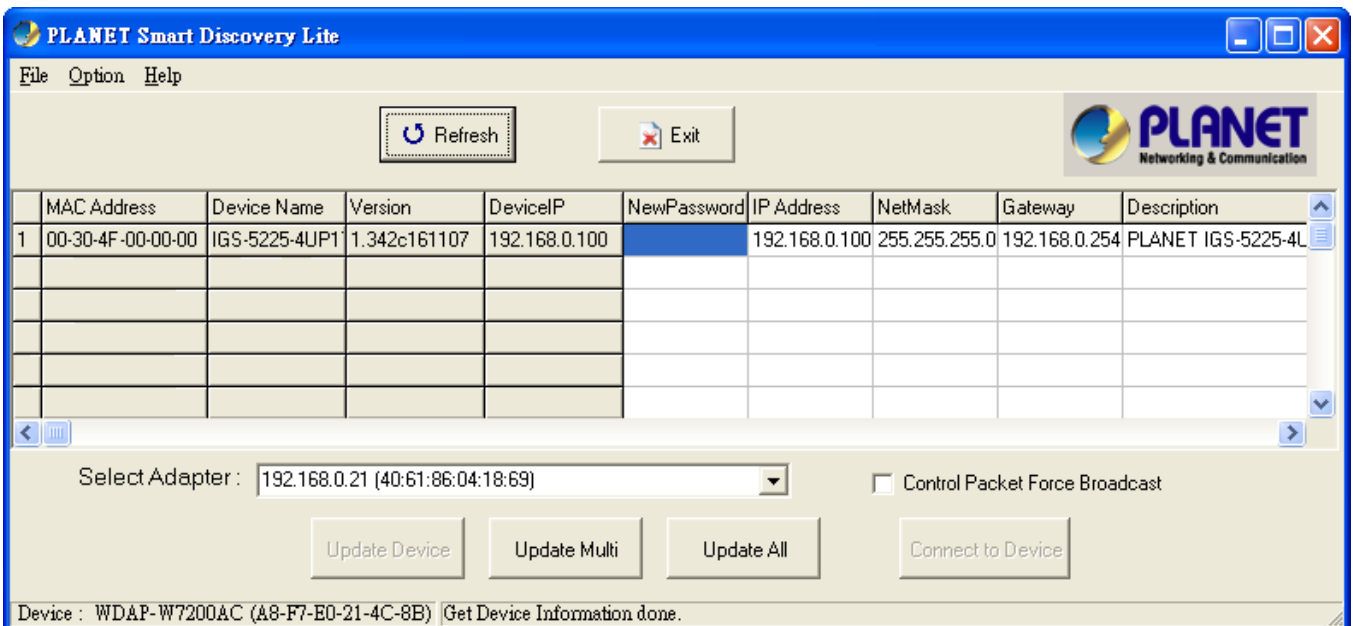 PLANET Smart Discovery Lite
File Option Help
Refresh Exit
PLANET
Networking & Communication
MAC Address Device Name Version DeviceIP NewPassword IP Address NetMask Gateway Description
1 00-30-4F-00-00-00 IGS-5225-4UP1 1.342c161107 192.168.0.100 192.168.0.100 255.255.255.0 192.168.0.254 PLANET IGS-5225-4U
Select Adapter : 192.168.0.21 (40:61:86:04:18:69) Control Packet Force Broadcast
Update Device Update Multi Update All Connect to Device
Device : WDAP-W7200AC (A8-F7-E0-21-4C-8B) Get Device Information done.